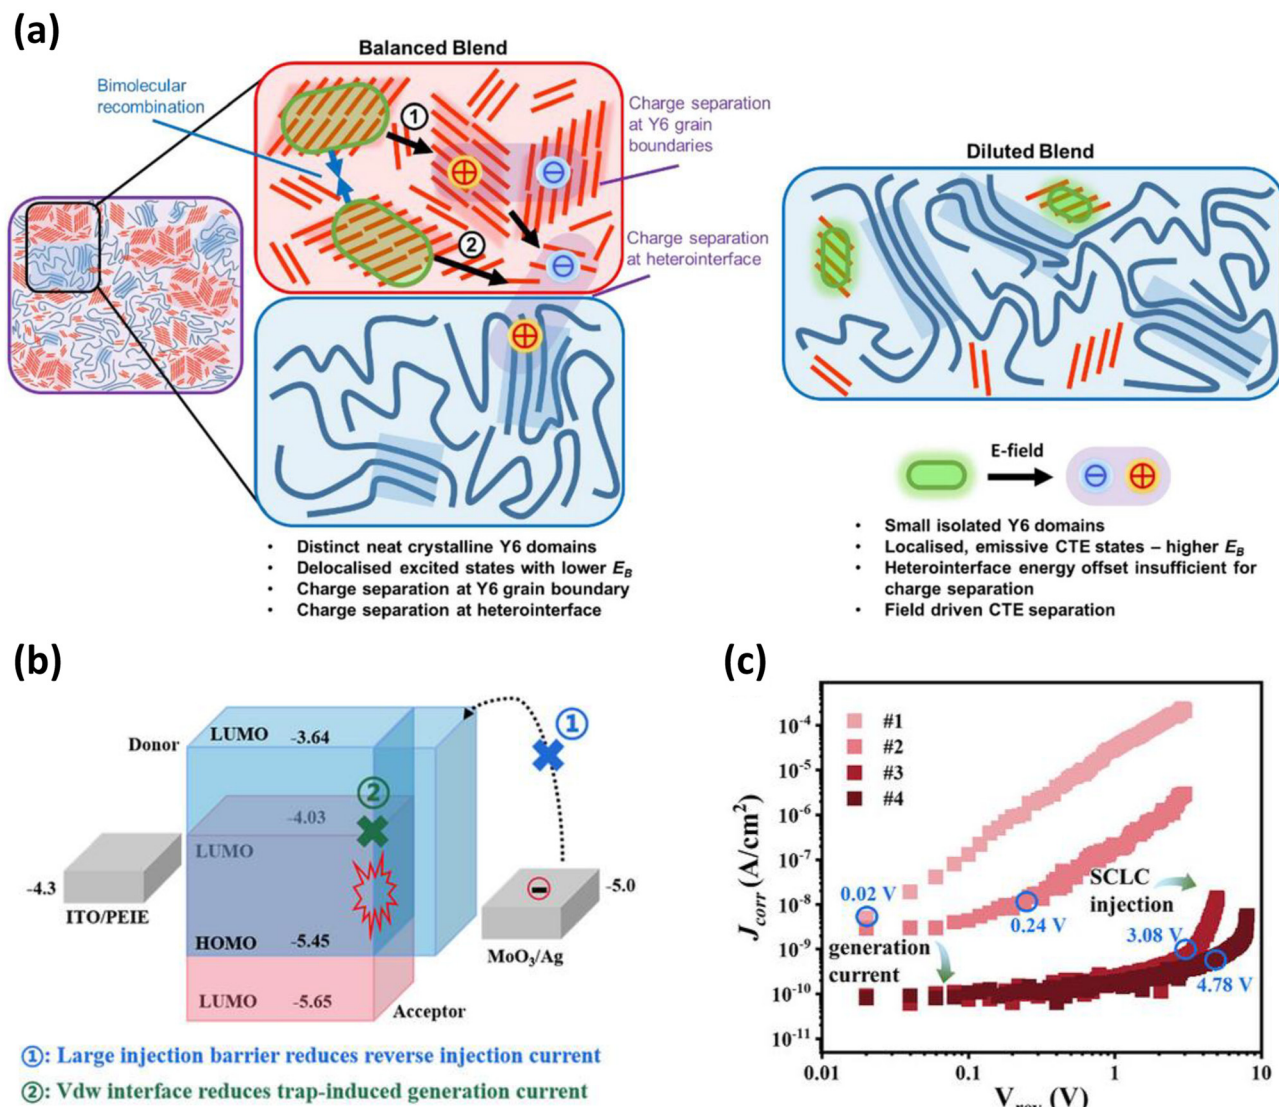 (a)
Balanced Blend
Bimolecular
recombination
①
②
Charge separation
at Y6 grain
boundaries
Charge separation
at heterointerface
Diluted Blend
E-field
• Distinct neat crystalline Y6 domains
• Delocalised excited states with lower E_B
• Charge separation at Y6 grain boundary
• Charge separation at heterointerface
• Small isolated Y6 domains
• Localised, emissive CTE states – higher E_B
• Heterointerface energy offset insufficient for
charge separation
• Field driven CTE separation
(b)
Donor
LUMO -3.64
①
②
-4.03
LUMO
-4.3
ITO/PEIE
-5.0
MoO₃/Ag
HOMO -5.45
LUMO -5.65
Acceptor
①: Large injection barrier reduces reverse injection current
②: Vdw interface reduces trap-induced generation current
(c)
J_corr (A/cm²)
10⁻⁴
10⁻⁵
10⁻⁶
10⁻⁷
10⁻⁸
10⁻⁹
10⁻¹⁰
10⁻¹¹
#1
#2
#3
#4
0.02 V
0.24 V
SCLC
injection
3.08 V
4.78 V
generation
current
0.01 0.1 1 10
(V)